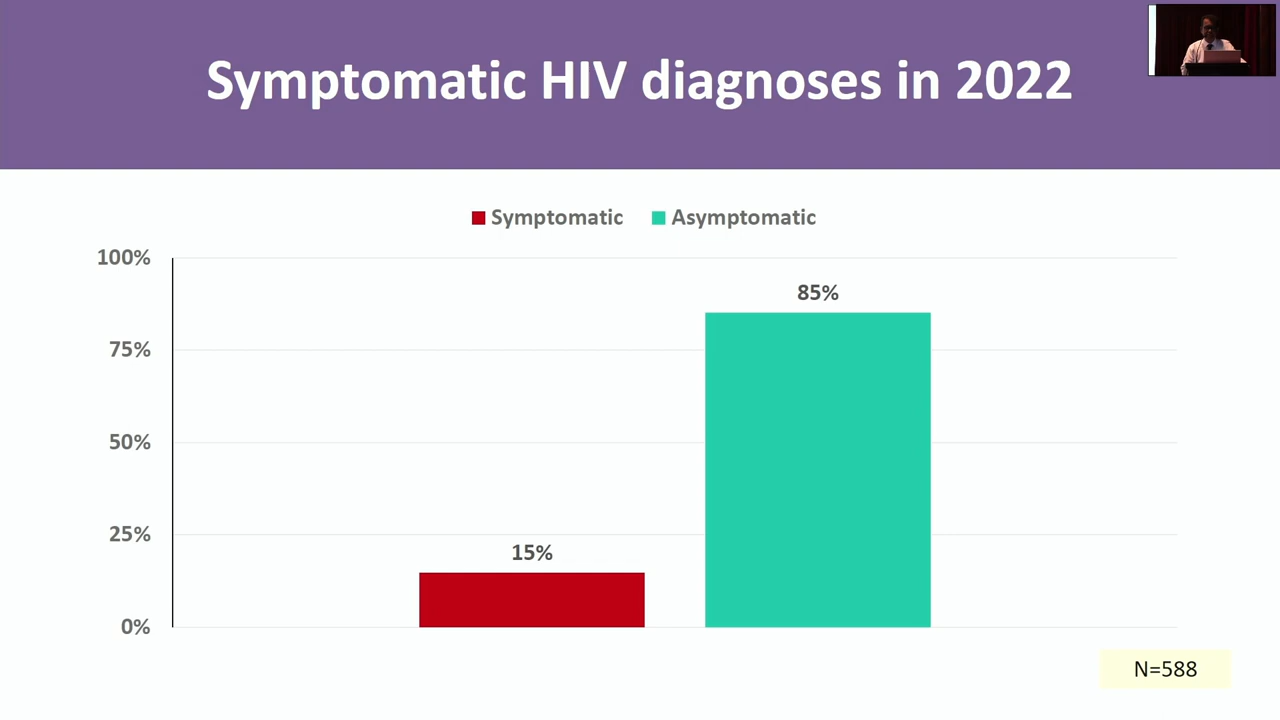 Symptomatic HIV diagnoses in 2022
Symptomatic Asymptomatic
100%
85%
75%
50%
25%
15%
0%
N=588